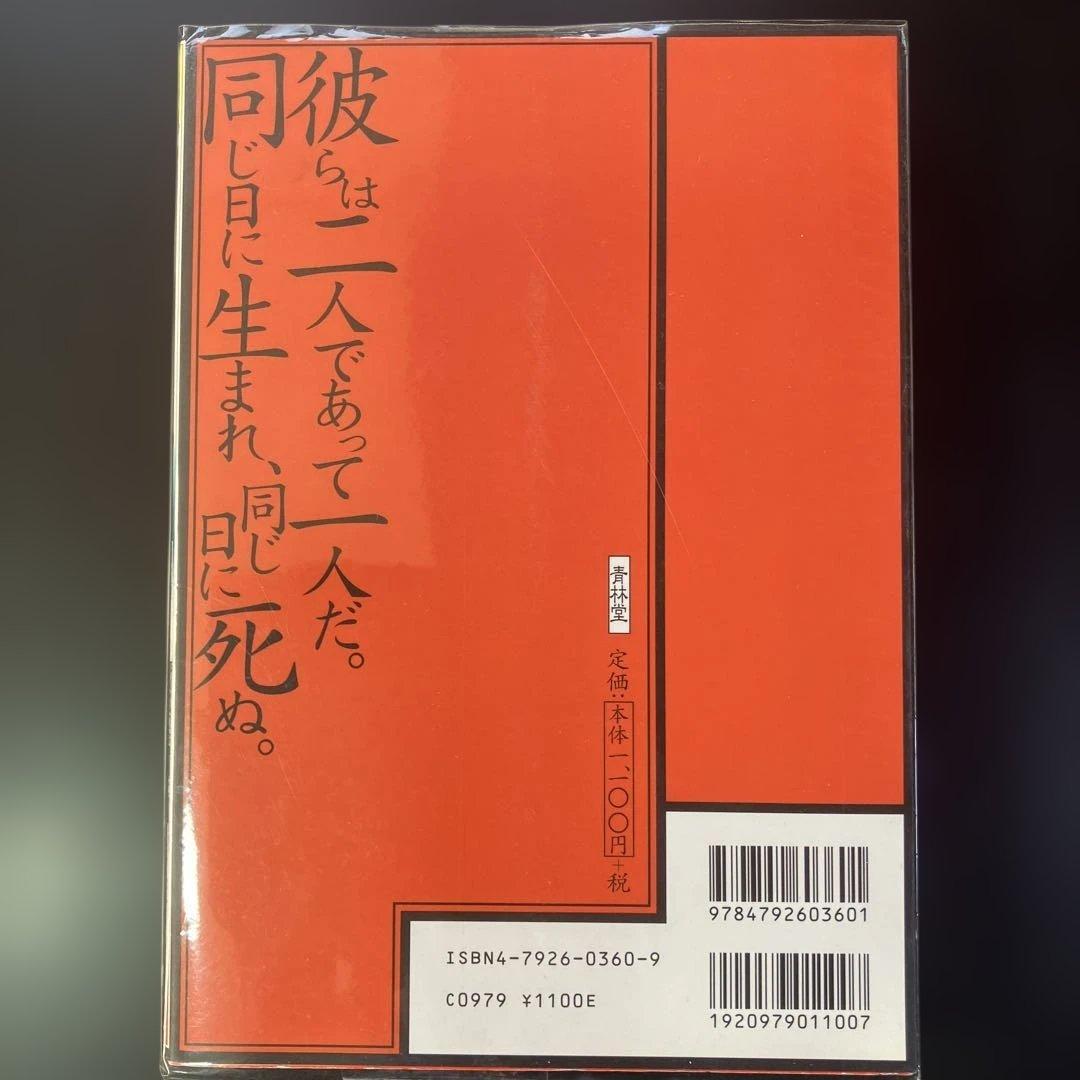 彼らは二人であって一人だ。
同じ日に生まれ、同じ日に死ぬ。
青林堂
定価:本体一、一〇〇円+税
9784792603601
ISBN4-7926-0360-9
C0979 ¥1100E
1920979011007